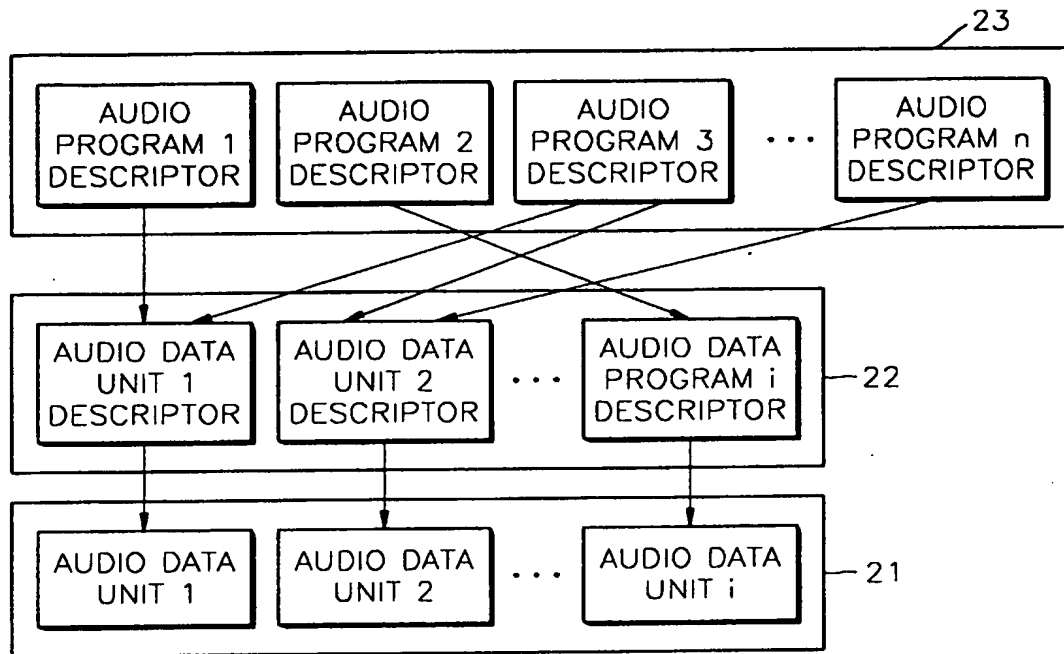 23
AUDIO PROGRAM 1 DESCRIPTOR
AUDIO PROGRAM 2 DESCRIPTOR
AUDIO PROGRAM 3 DESCRIPTOR
...
AUDIO PROGRAM n DESCRIPTOR
AUDIO DATA UNIT 1 DESCRIPTOR
AUDIO DATA UNIT 2 DESCRIPTOR
...
AUDIO DATA PROGRAM i DESCRIPTOR
22
AUDIO DATA UNIT 1
AUDIO DATA UNIT 2
...
AUDIO DATA UNIT i
21